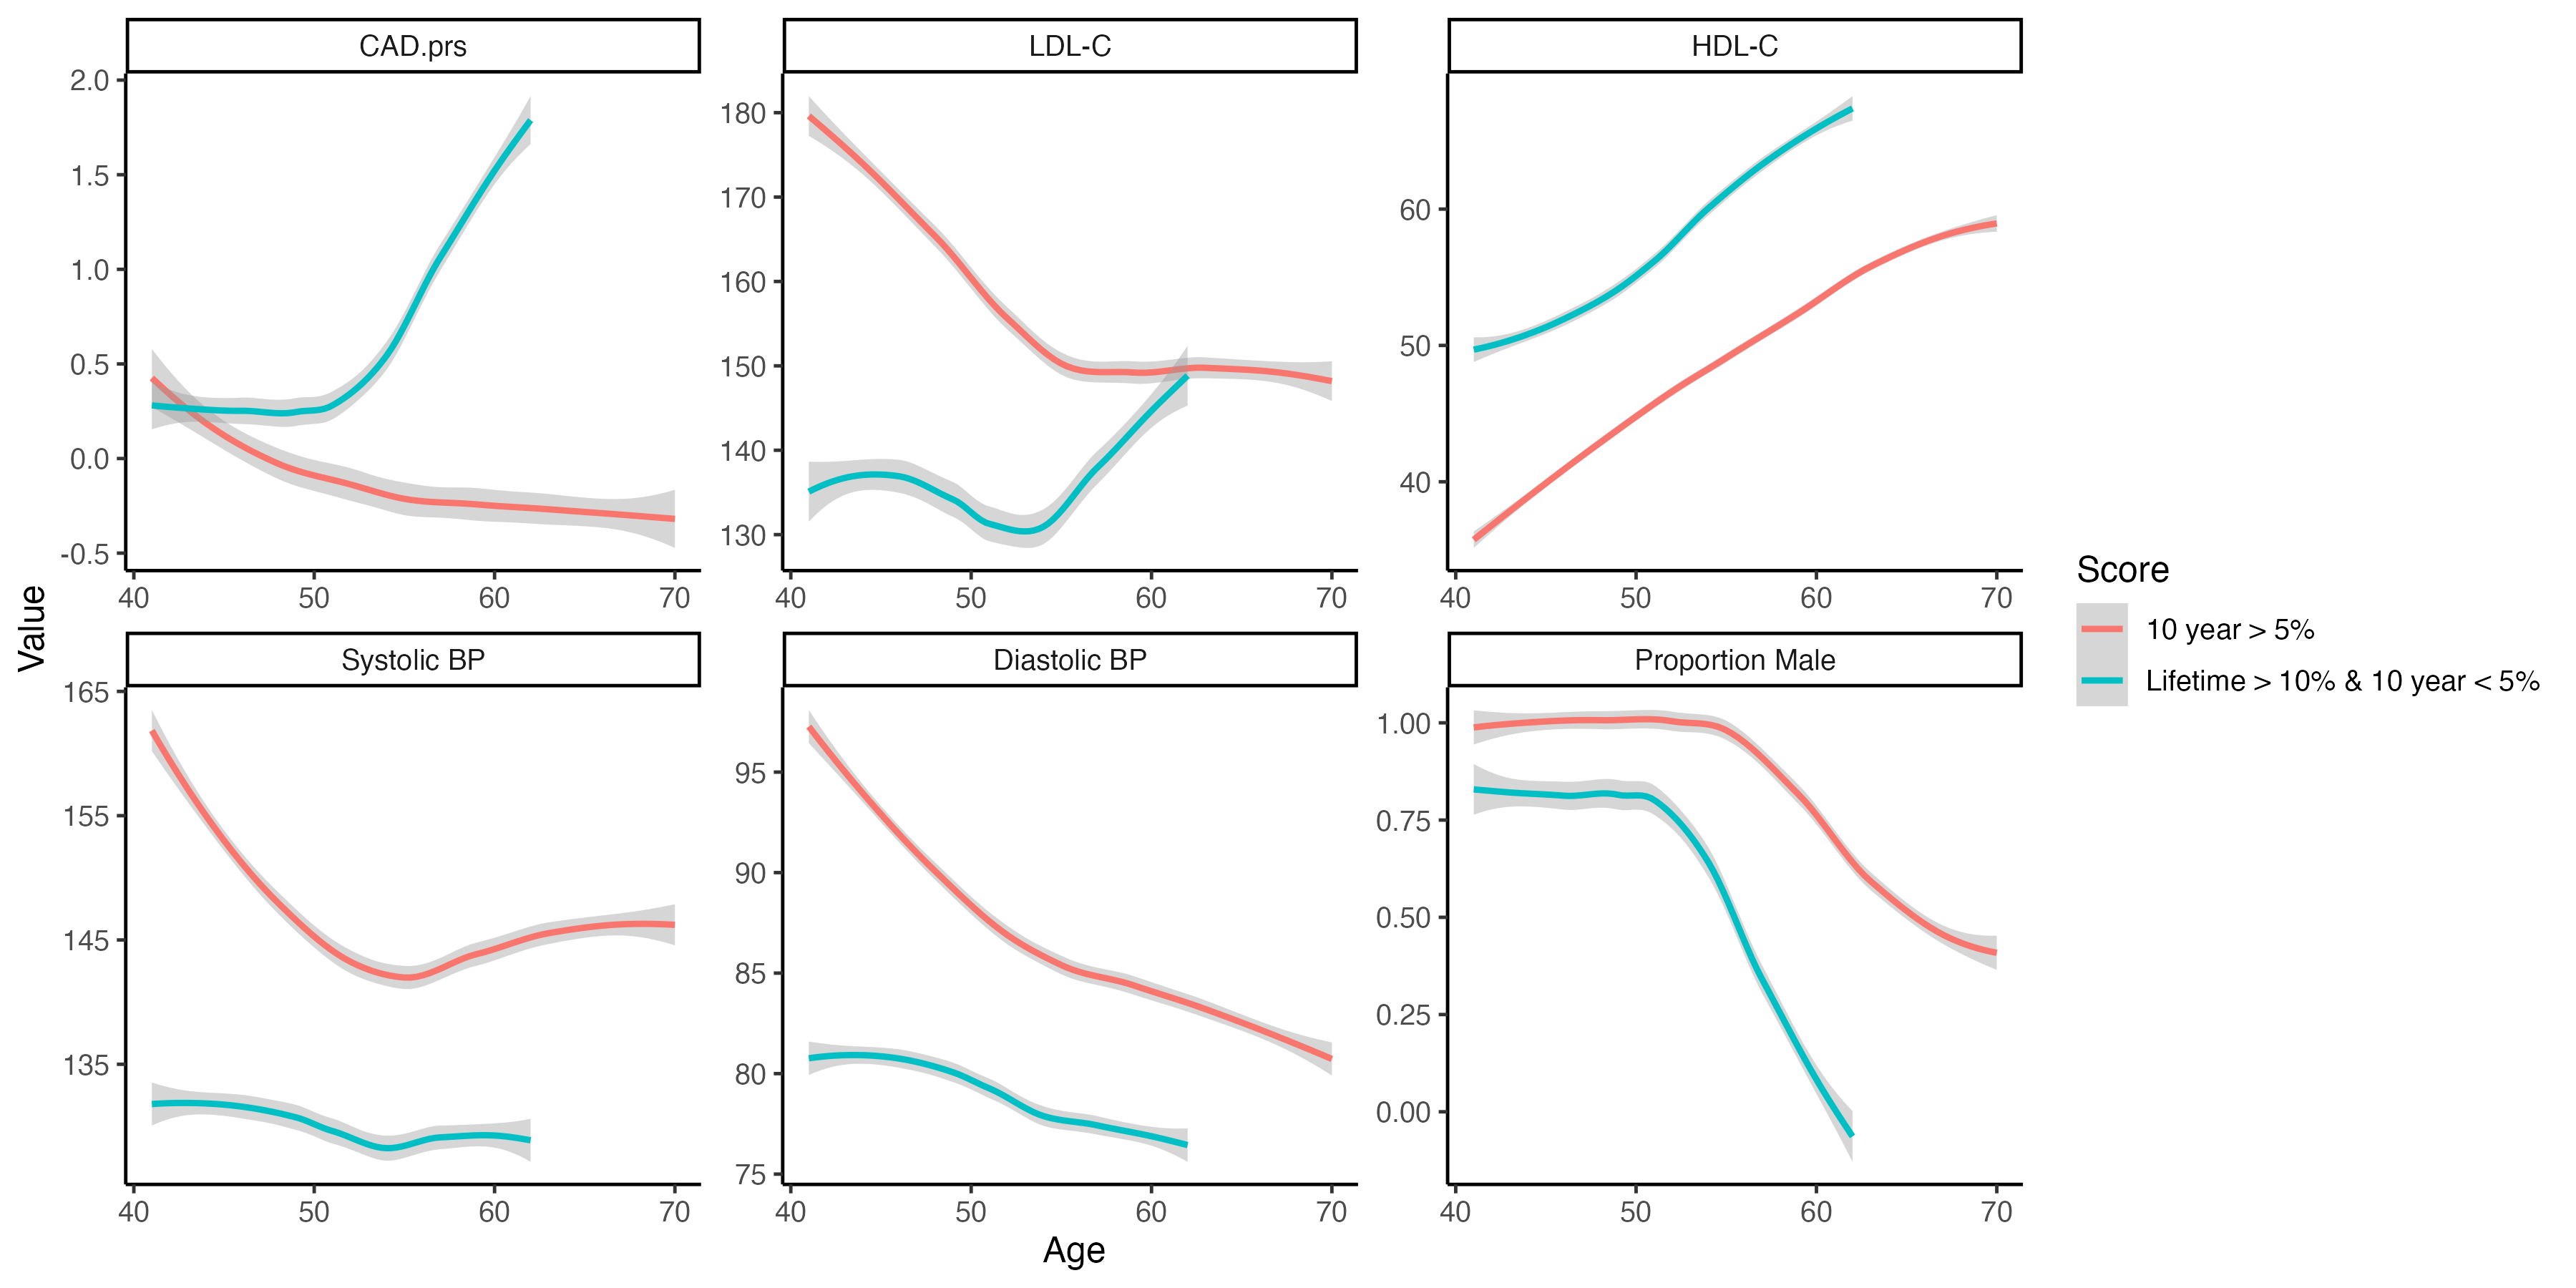 CAD.prs
LDL-C
HDL-C
2.0
1.5
1.0
0.5
0.0
-0.5
180
170
160
150
140
130
60
50
40
40 50 60 70
40 50 60 70
40 50 60 70
Systolic BP
Diastolic BP
Proportion Male
165
155
145
135
95
90
85
80
75
1.00
0.75
0.50
0.25
0.00
40 50 60 70
40 50 60 70
40 50 60 70
Value
Age
Score
10 year > 5%
Lifetime > 10% & 10 year < 5%